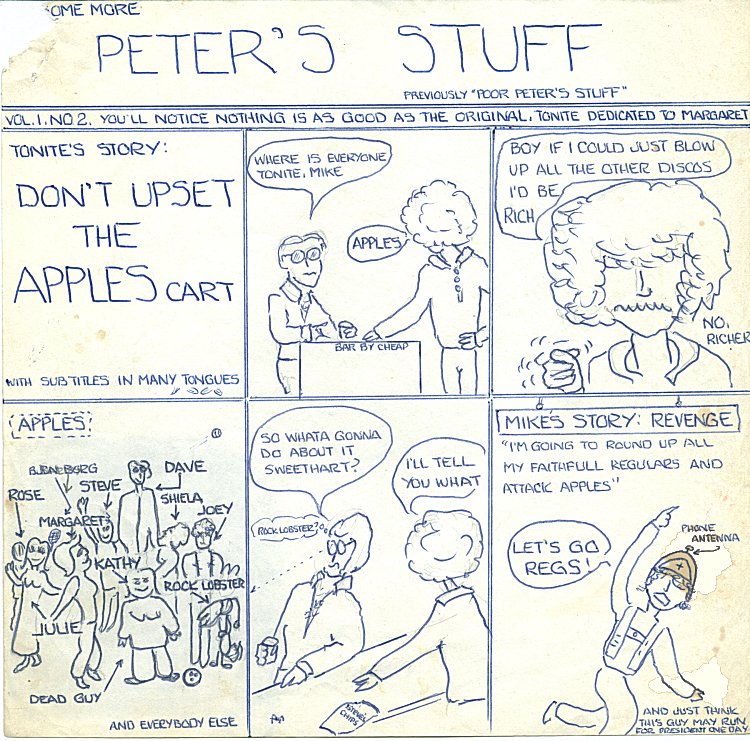 OME MORE
PETER'S STUFF
PREVIOUSLY "POOR PETER'S STUFF"
VOL.1, NO 2. YOU'LL NOTICE NOTHING IS AS GOOD AS THE ORIGINAL. TONITE DEDICATED TO MARGARET
TONITE'S STORY:
DON'T UPSET
THE
APPLES CART
WITH SUBTITLES IN MANY TONGUES
WHERE IS EVERYONE
TONITE, MIKE
APPLES
BAR BY CHEAP
BOY IF I COULD JUST BLOW
UP ALL THE OTHER DISCOS
I'D BE
RICH
NO,
RICHER
APPLES
BJORNEBORG
ROSE
STEVE
DAVE
SHIELA
MARGARET
JOEY
KATHY
ROCK LOBSTER
JULIE
DEAD GUY
AND EVERYBODY ELSE
SO WHATA GONNA
DO ABOUT IT
SWEETHART?
I'LL TELL
YOU WHAT
ROCK LOBSTER?
STEVE'S
CHIPS
MIKE'S STORY: REVENGE
"I'M GOING TO ROUND UP ALL
MY FAITHFULL REGULARS AND
ATTACK APPLES"
PHONE
ANTENNA
LET'S GO
REGS!
AND JUST THINK
THIS GUY MAY RUN
FOR PRESIDENT ONE DAY